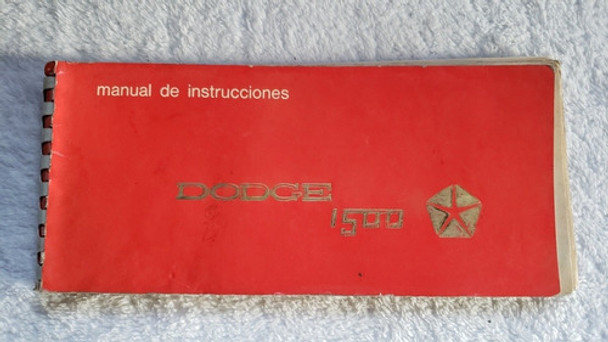 manual de instrucciones
DODGE
1500